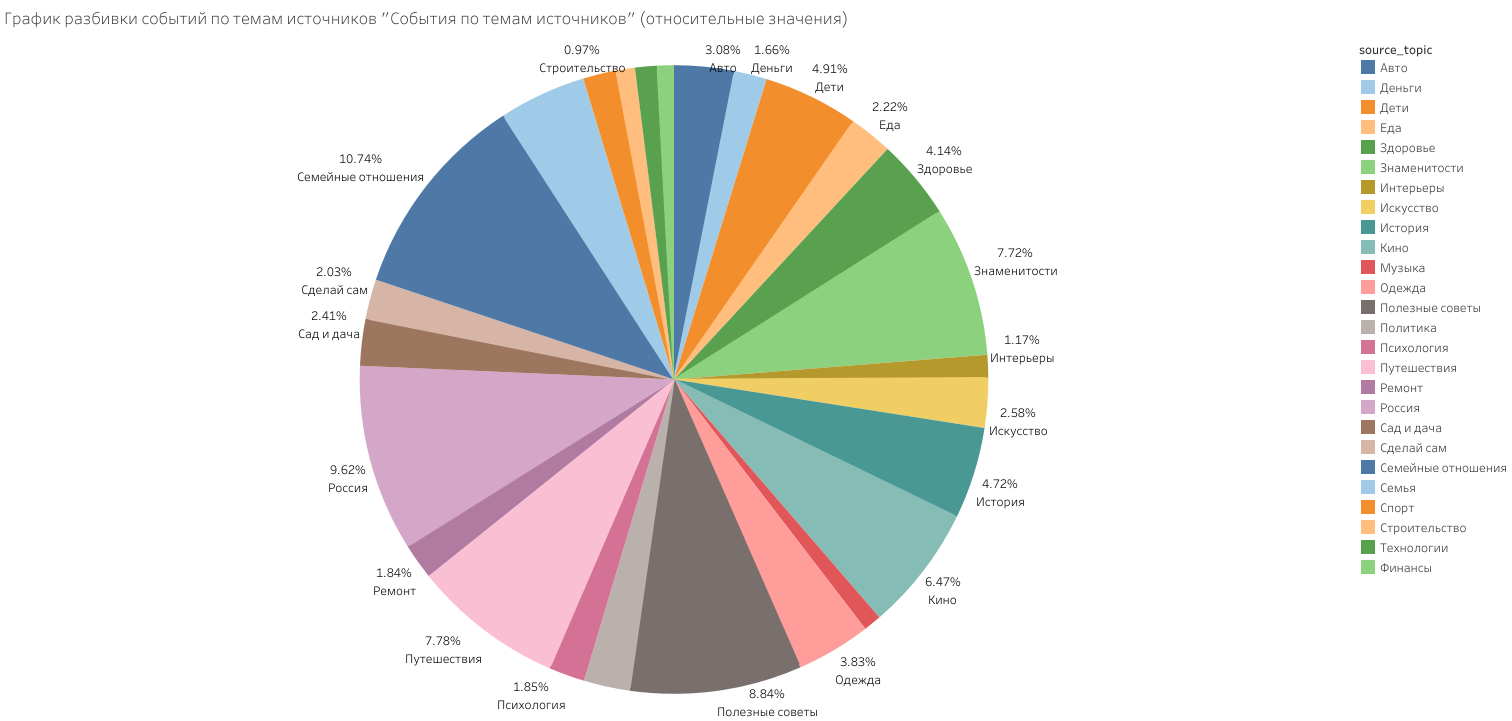 График разбивки событий по темам источников "События по темам источников" (относительные значения)
0.97%
Строительство
3.08%
Авто
1.66%
Деньги
4.91%
Дети
2.22%
Еда
4.14%
Здоровье
7.72%
Знаменитости
1.17%
Интерьеры
2.58%
Искусство
4.72%
История
6.47%
Кино
3.83%
Одежда
8.84%
Полезные советы
1.85%
Психология
7.78%
Путешествия
1.84%
Ремонт
9.62%
Россия
2.41%
Сад и дача
2.03%
Сделай сам
10.74%
Семейные отношения
source_topic
Авто
Деньги
Дети
Еда
Здоровье
Знаменитости
Интерьеры
Искусство
История
Кино
Музыка
Одежда
Полезные советы
Политика
Психология
Путешествия
Ремонт
Россия
Сад и дача
Сделай сам
Семейные отношения
Семья
Спорт
Строительство
Технологии
Финансы